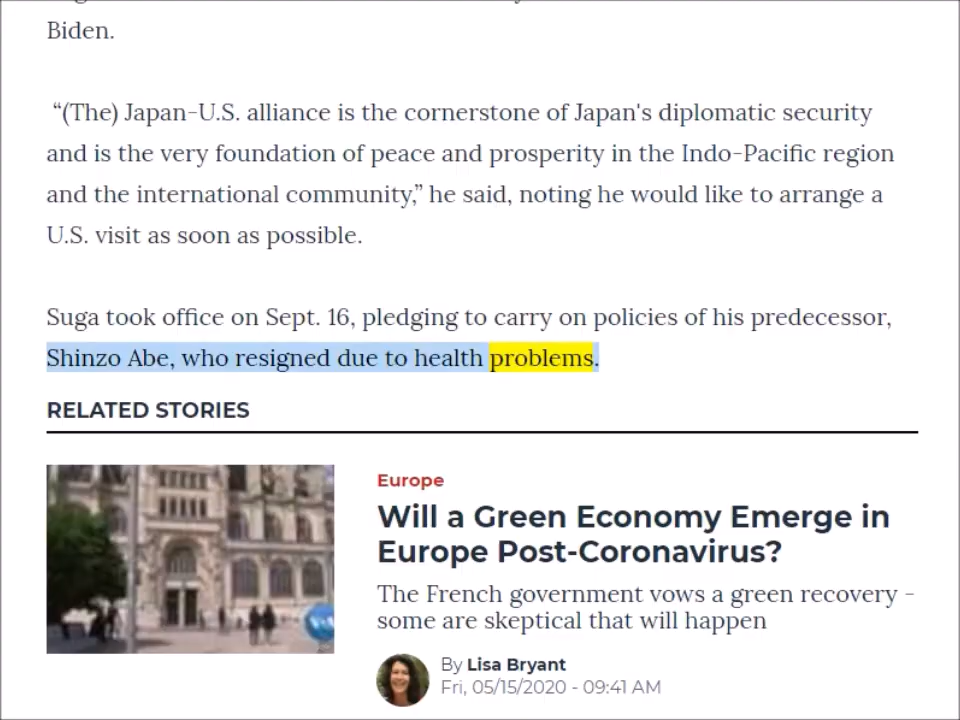 Biden.
“(The) Japan-U.S. alliance is the cornerstone of Japan's diplomatic security
and is the very foundation of peace and prosperity in the Indo-Pacific region
and the international community,” he said, noting he would like to arrange a
U.S. visit as soon as possible.
Suga took office on Sept. 16, pledging to carry on policies of his predecessor,
Shinzo Abe, who resigned due to health problems.
RELATED STORIES
Europe
Will a Green Economy Emerge in
Europe Post-Coronavirus?
The French government vows a green recovery -
some are skeptical that will happen
By Lisa Bryant
Fri, 05/15/2020 - 09:41 AM